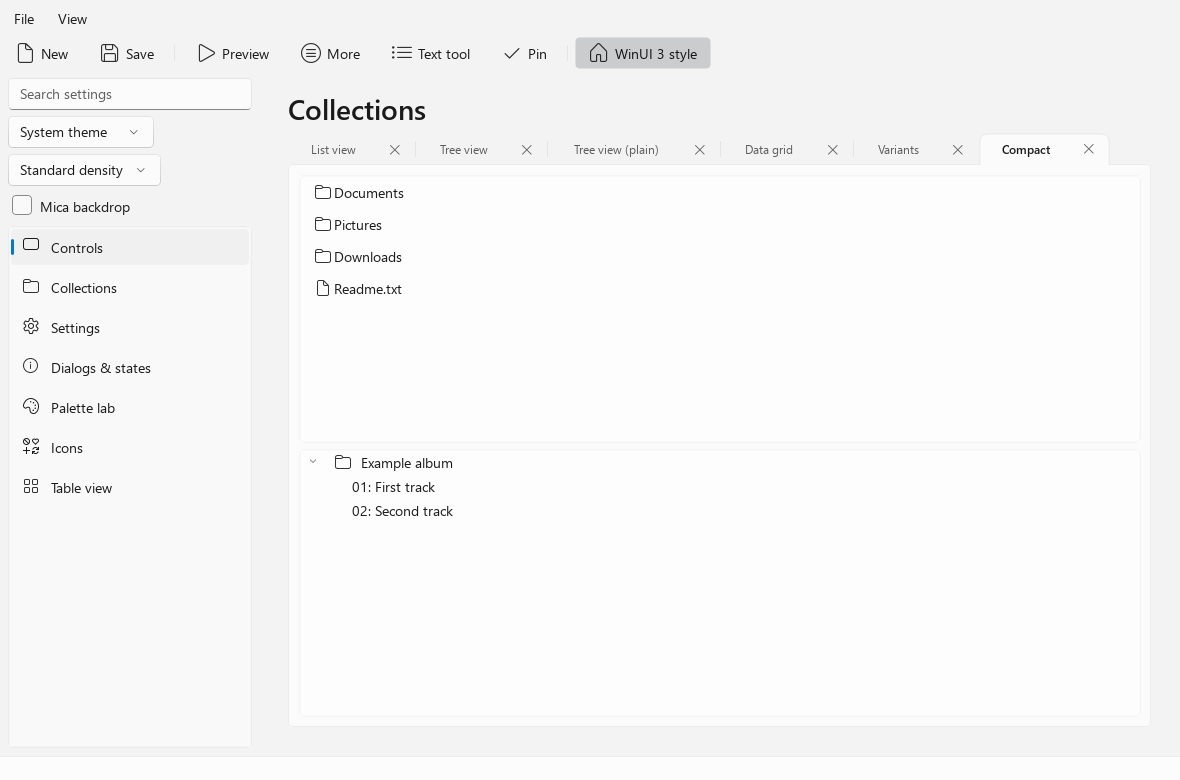 File View
New Save Preview More Text tool Pin WinUI 3 style
Search settings
System theme
Standard density
Mica backdrop
Controls
Collections
Settings
Dialogs & states
Palette lab
Icons
Table view
Collections
List view Tree view Tree view (plain) Data grid Variants Compact
Documents
Pictures
Downloads
Readme.txt
Example album
01: First track
02: Second track